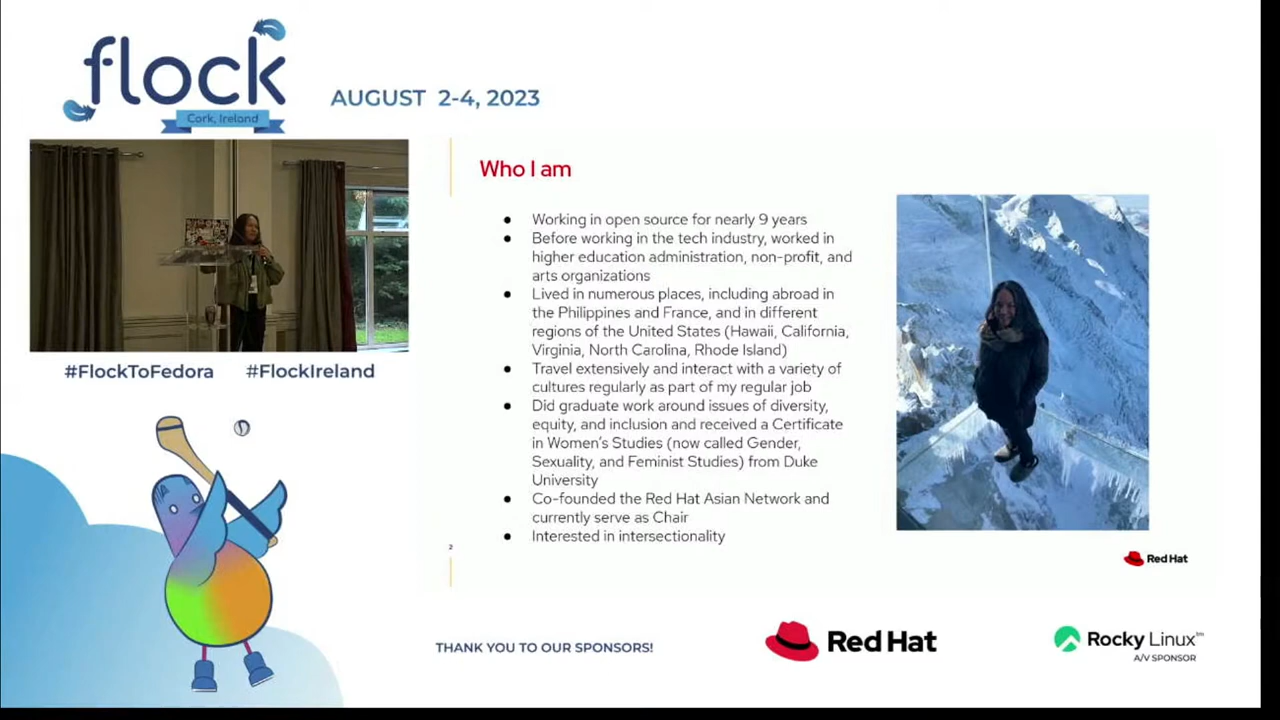 flock
Cork, Ireland
AUGUST 2-4, 2023
#FlockToFedora #FlockIreland
Who I am
● Working in open source for nearly 9 years
● Before working in the tech industry, worked in
higher education administration, non-profit, and
arts organizations
● Lived in numerous places, including abroad in
the Philippines and France, and in different
regions of the United States (Hawaii, California,
Virginia, North Carolina, Rhode Island)
● Travel extensively and interact with a variety of
cultures regularly as part of my regular job
● Did graduate work around issues of diversity,
equity, and inclusion and received a Certificate
in Women's Studies (now called Gender,
Sexuality, and Feminist Studies) from Duke
University
● Co-founded the Red Hat Asian Network and
currently serve as Chair
● Interested in intersectionality
2
Red Hat
THANK YOU TO OUR SPONSORS!
Red Hat
Rocky Linux™
A/V SPONSOR